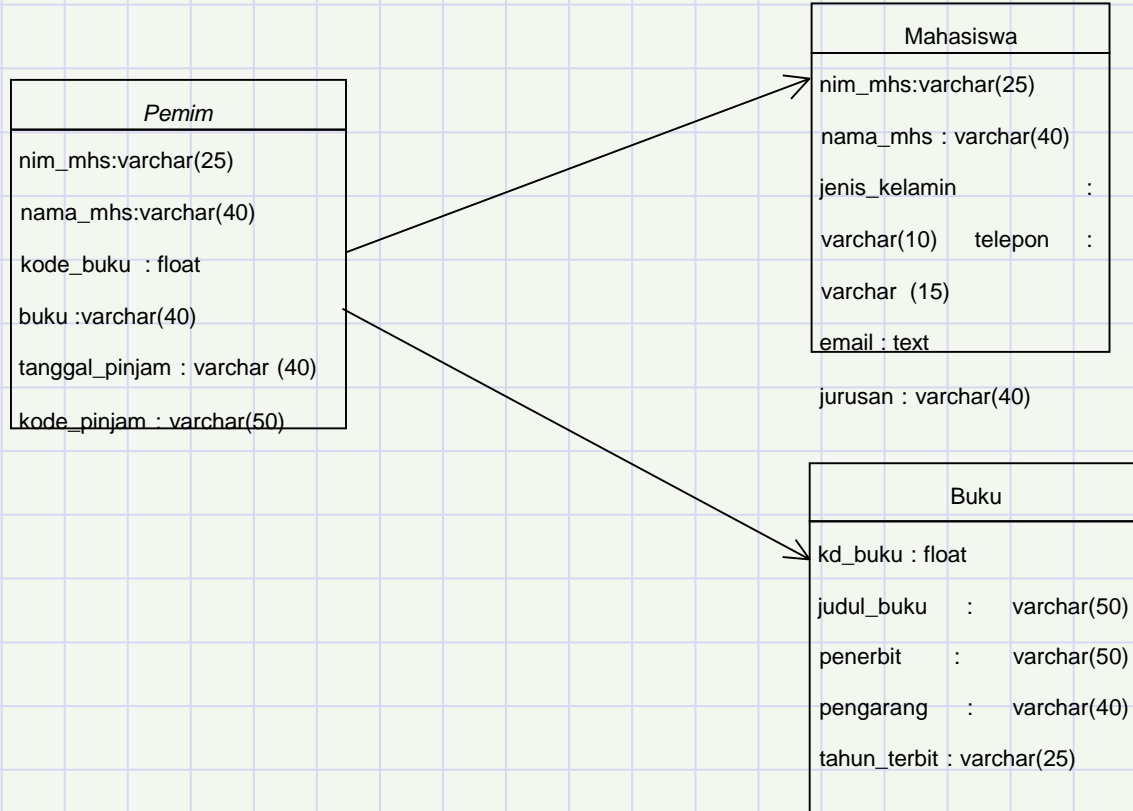 Pemim
nim_mhs:varchar(25)
nama_mhs:varchar(40)
kode_buku : float
buku :varchar(40)
tanggal_pinjam : varchar (40)
kode_pinjam : varchar(50)
Mahasiswa
nim_mhs:varchar(25)
nama_mhs : varchar(40)
jenis_kelamin :
varchar(10) telepon :
varchar (15)
email : text
jurusan : varchar(40)
Buku
kd_buku : float
judul_buku : varchar(50)
penerbit : varchar(50)
pengarang : varchar(40)
tahun_terbit : varchar(25)